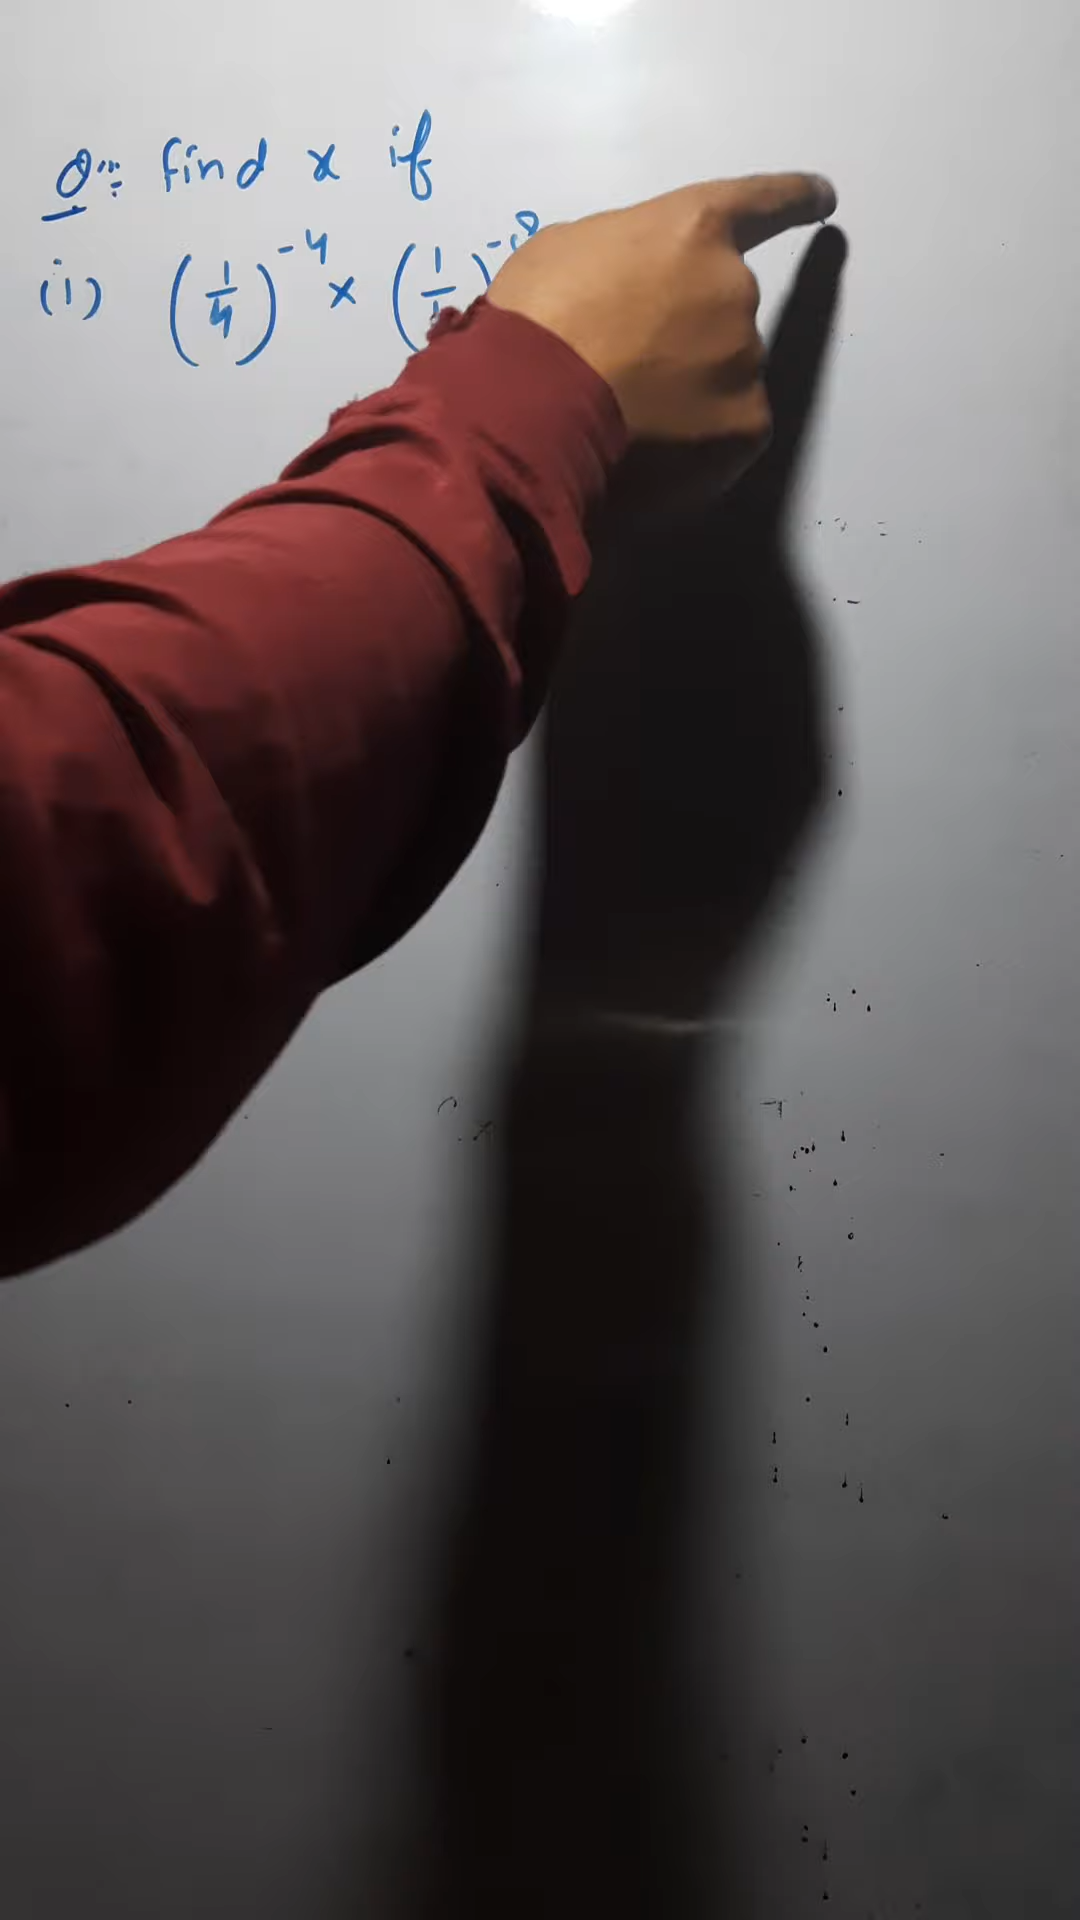 Q:- find x if
(i) (1/4)^-4 × (1/